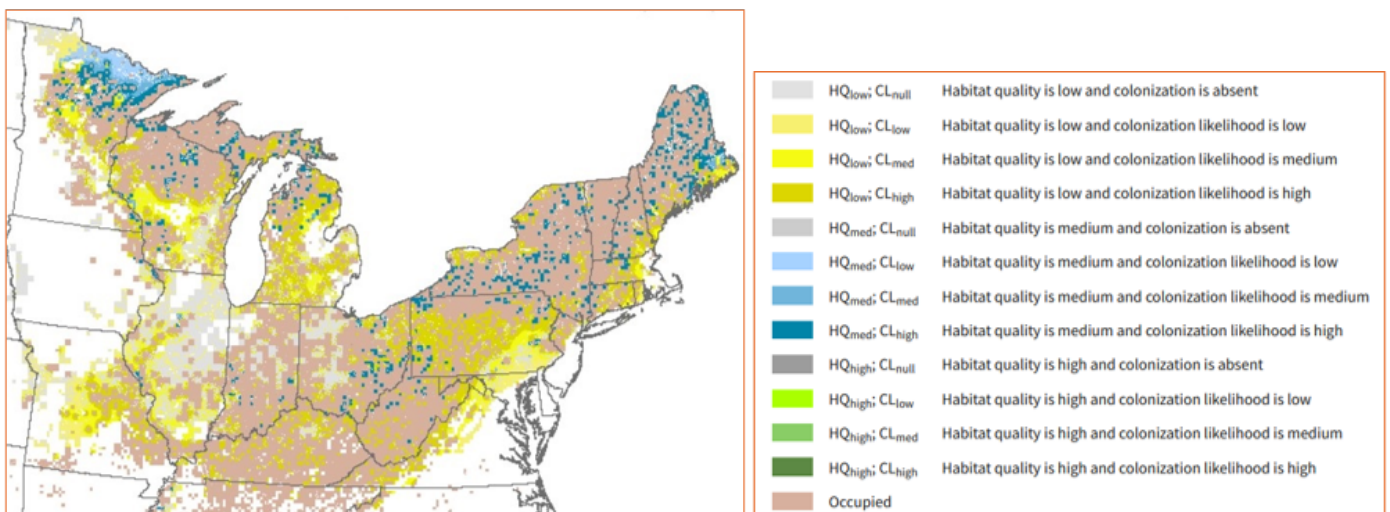 HQlow; CLnull Habitat quality is low and colonization is absent
HQlow; CLlow Habitat quality is low and colonization likelihood is low
HQlow; CLmed Habitat quality is low and colonization likelihood is medium
HQlow; CLhigh Habitat quality is low and colonization likelihood is high
HQmed; CLnull Habitat quality is medium and colonization is absent
HQmed; CLlow Habitat quality is medium and colonization likelihood is low
HQmed; CLmed Habitat quality is medium and colonization likelihood is medium
HQmed; CLhigh Habitat quality is medium and colonization likelihood is high
HQhigh; CLnull Habitat quality is high and colonization is absent
HQhigh; CLlow Habitat quality is high and colonization likelihood is low
HQhigh; CLmed Habitat quality is high and colonization likelihood is medium
HQhigh; CLhigh Habitat quality is high and colonization likelihood is high
Occupied